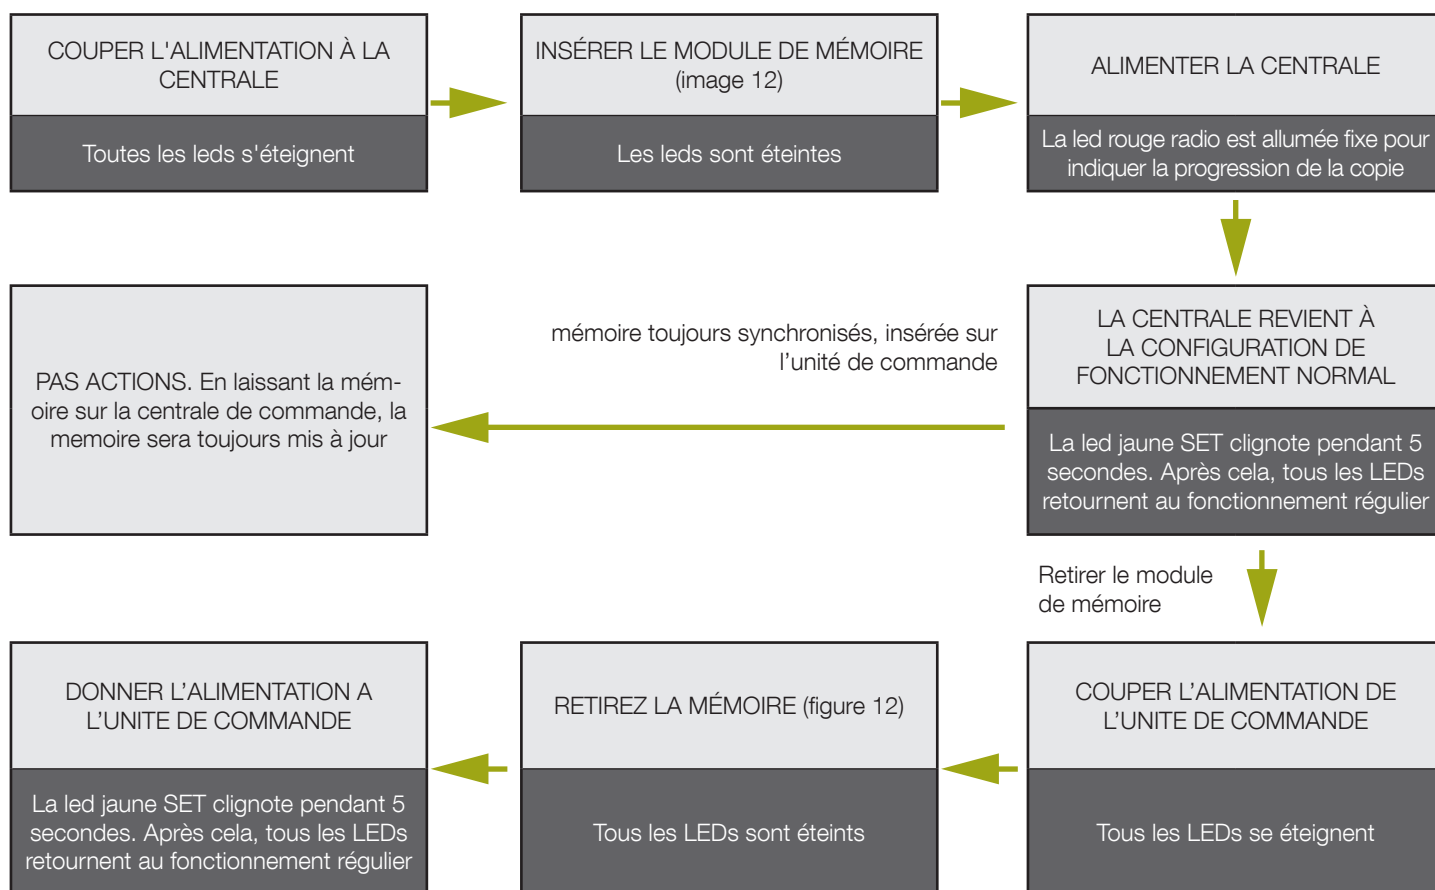 COUPER L'ALIMENTATION À LA
CENTRALE
Toutes les leds s'éteignent
INSÉRER LE MODULE DE MÉMOIRE
(image 12)
Les leds sont éteintes
ALIMENTER LA CENTRALE
La led rouge radio est allumée fixe pour
indiquer la progression de la copie
LA CENTRALE REVIENT À
LA CONFIGURATION DE
FONCTIONNEMENT NORMAL
La led jaune SET clignote pendant 5
secondes. Après cela, tous les LEDs
retournent au fonctionnement régulier
mémoire toujours synchronisés, insérée sur
l’unité de commande
PAS ACTIONS. En laissant la mém-
oire sur la centrale de commande, la
memoire sera toujours mis à jour
Retirer le module
de mémoire
COUPER L’ALIMENTATION DE
L’UNITE DE COMMANDE
Tous les LEDs se éteignent
RETIREZ LA MÉMOIRE (figure 12)
Tous les LEDs sont éteints
DONNER L’ALIMENTATION A
L’UNITE DE COMMANDE
La led jaune SET clignote pendant 5
secondes. Après cela, tous les LEDs
retournent au fonctionnement régulier